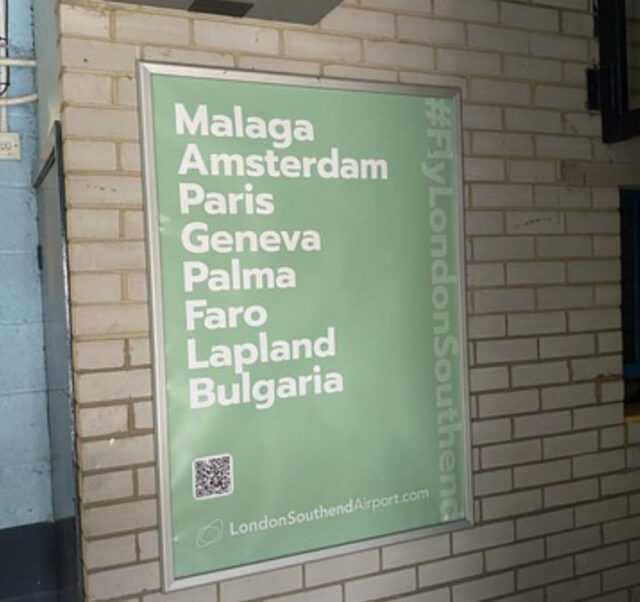 Malaga
Amsterdam
Paris
Geneva
Palma
Faro
Lapland
Bulgaria
LondonSouthendAirport.com
#FlyLondonSouthend